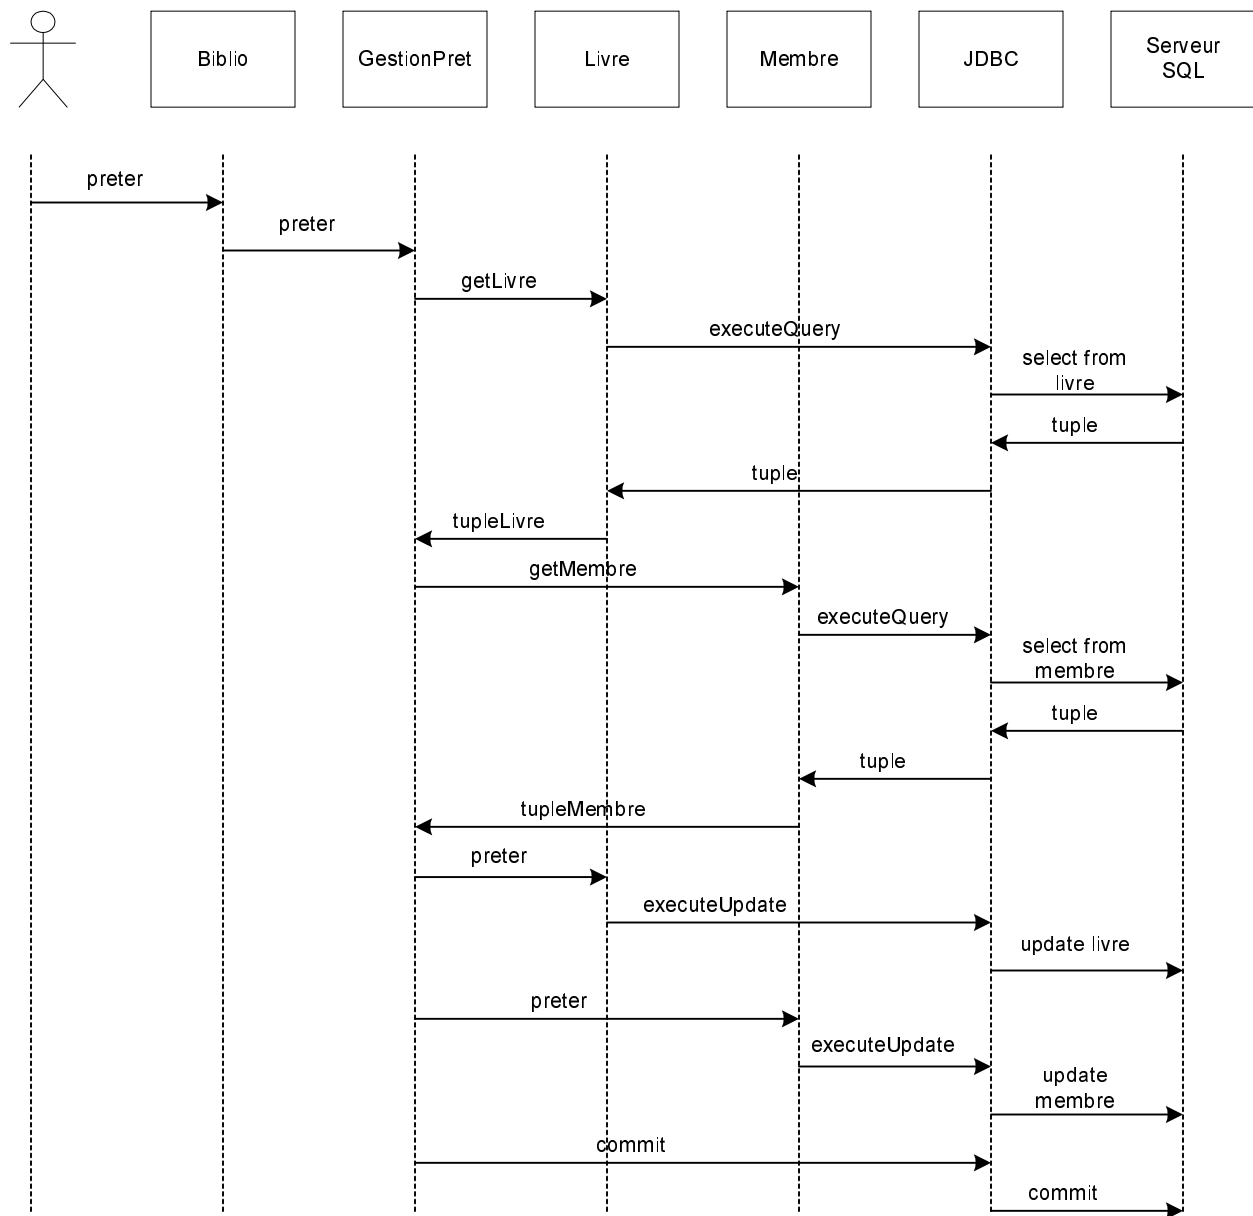 Biblio
GestionPret
Livre
Membre
JDBC
Serveur
SQL
preter
preter
getLivre
executeQuery
select from
livre
tuple
tuple
tupleLivre
getMembre
executeQuery
select from
membre
tuple
tuple
tupleMembre
preter
executeUpdate
update livre
preter
executeUpdate
update
membre
commit
commit